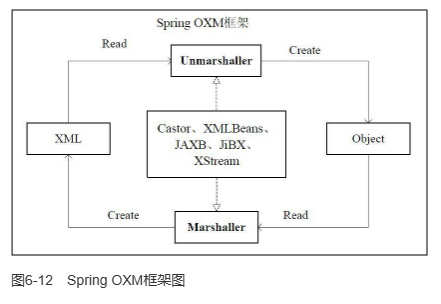 Spring OXM框架
Read
Unmarshaller
Create
XML
Castor、XMLBeans、
JAXB、JiBX、
XStream
Object
Create
Marshaller
Read
图6-12 Spring OXM框架图